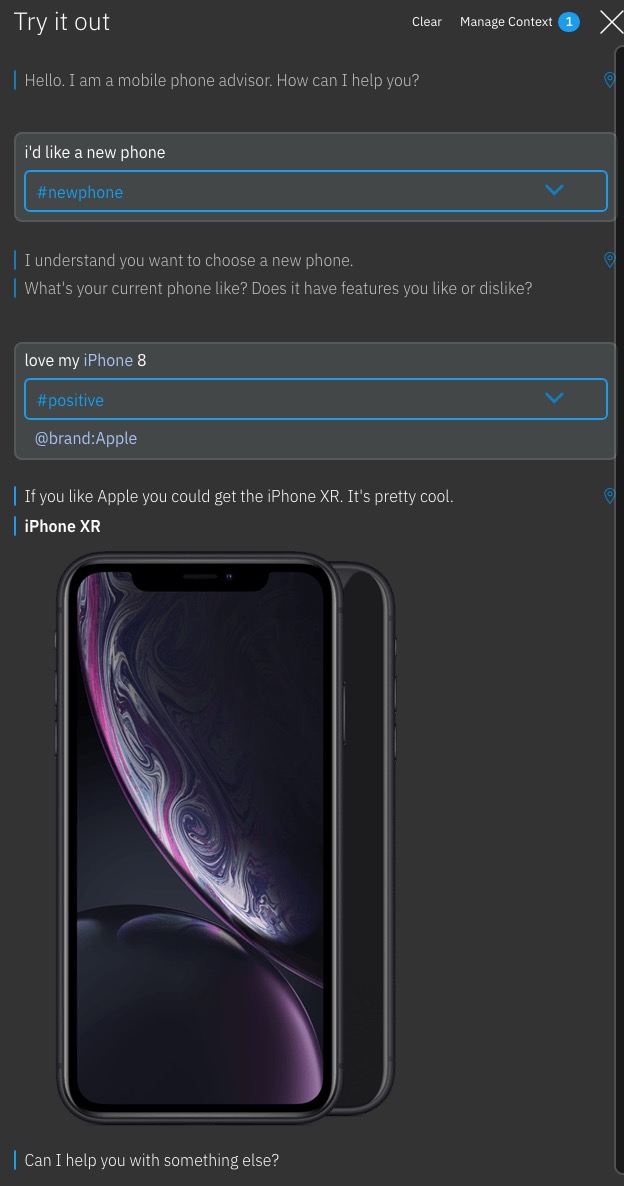 Try it out
Clear
Manage Context 1
Hello. I am a mobile phone advisor. How can I help you?
i'd like a new phone
#newphone
I understand you want to choose a new phone.
What's your current phone like? Does it have features you like or dislike?
love my iPhone 8
#positive
@brand:Apple
If you like Apple you could get the iPhone XR. It's pretty cool.
iPhone XR
Can I help you with something else?